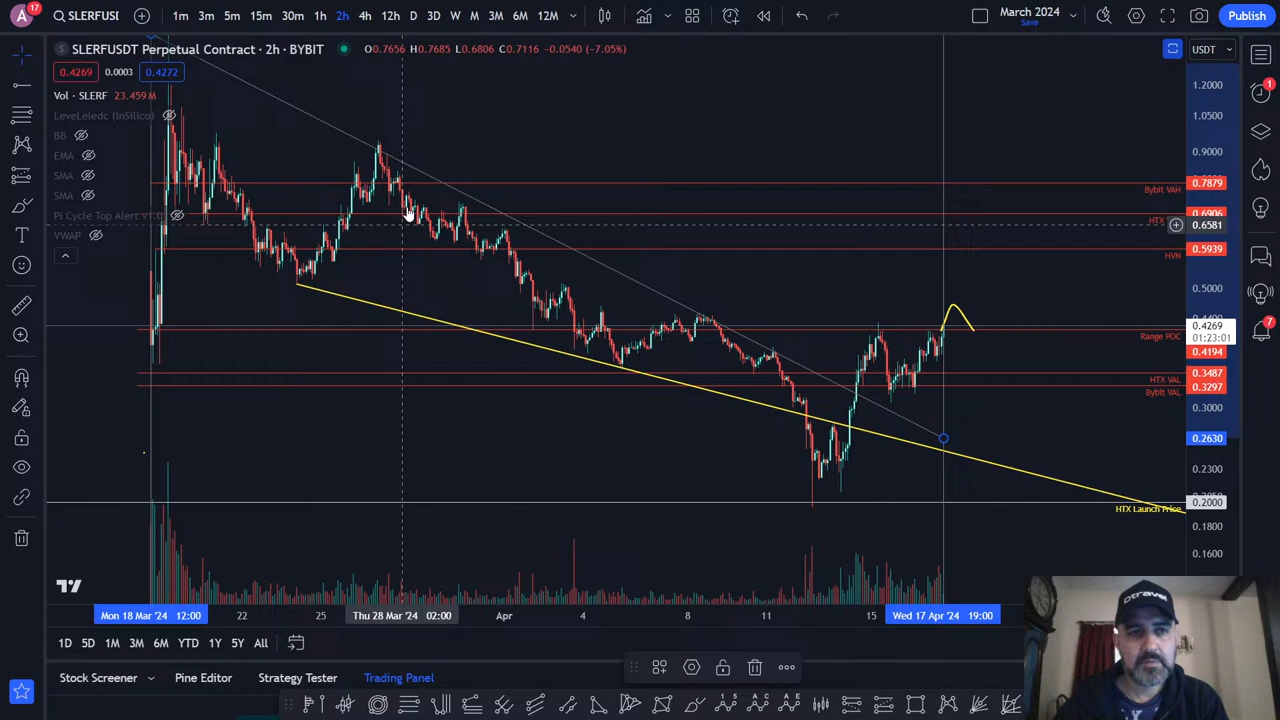 A 17
SLERFUSI
1m 3m 5m 15m 30m 1h 2h 4h 12h D 3D W M 3M 6M 12M
March 2024
Save
Publish
SLERFUSDT Perpetual Contract · 2h · BYBIT
O0.7656 H0.7685 L0.6806 C0.7116 −0.0540 (−7.05%)
USDT
0.4269 0.0003 0.4272
Vol · SLERF 23.459 M
LeveLeledc (InSilico)
BB
EMA
SMA
SMA
Pi Cycle Top Alert v1.0
VWAP
1.2000
1.0500
0.9000
0.7879
Bybit VAH
0.6906
HTX
0.6581
0.5939
HVN
0.5000
0.4269
01:23:01
Range POC
0.4194
0.3487
HTX VAL
0.3297
Bybit VAL
0.3000
0.2630
0.2300
0.2000
HTX Launch Price
0.1800
0.1600
Mon 18 Mar '24 12:00
22
25
Thu 28 Mar '24 02:00
Apr
4
8
11
15
Wed 17 Apr '24 19:00
1D 5D 1M 3M 6M YTD 1Y 5Y All
Stock Screener
Pine Editor
Strategy Tester
Trading Panel
Dtravel
1
7